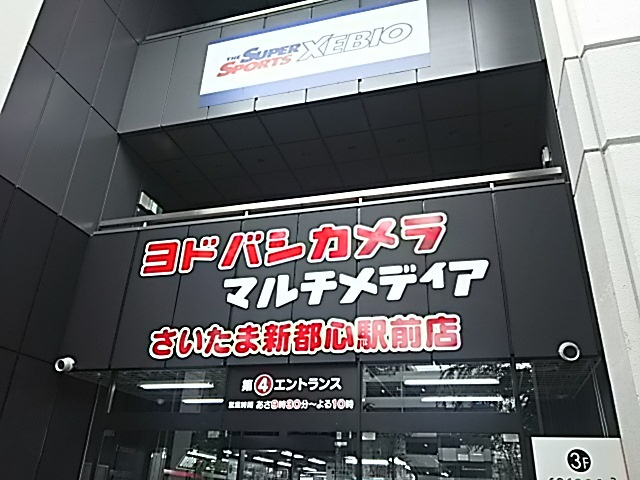 THE SUPER SPORTS XEBIO
ヨドバシカメラ
マルチメディア
さいたま新都心駅前店
第④エントランス
営業時間 あさ9時30分〜よる10時
3F